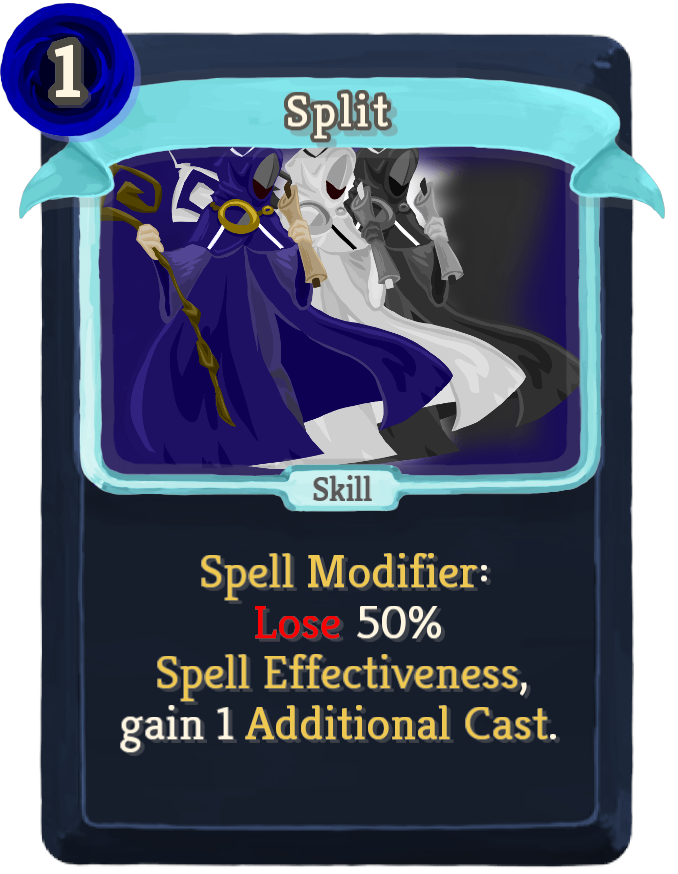 1
Split
Skill
Spell Modifier:
Lose 50%
Spell Effectiveness,
gain 1 Additional Cast.